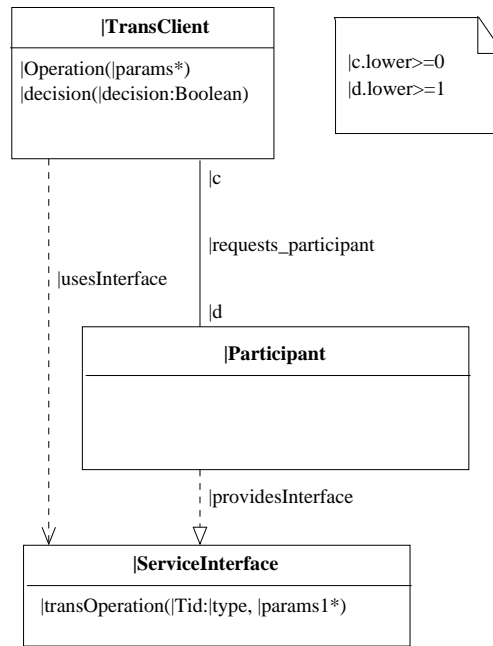 |TransClient
|Operation(|params*)
|decision(|decision:Boolean)
|c.lower>=0
|d.lower>=1
|c
|requests_participant
|usesInterface
|d
|Participant
|providesInterface
|ServiceInterface
|transOperation(|Tid:|type, |params1*)